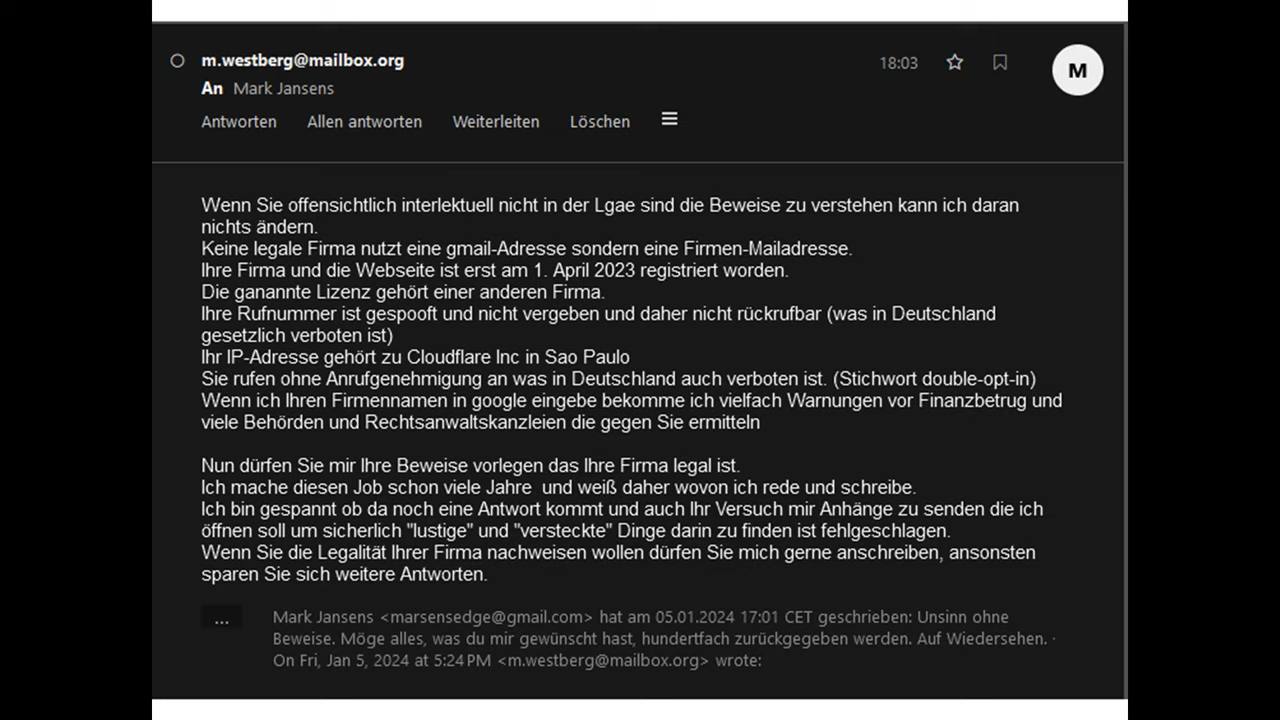 m.westberg@mailbox.org
18:03
M
An Mark Jansens
Antworten Allen antworten Weiterleiten Löschen
Wenn Sie offensichtlich interlektuell nicht in der Lgae sind die Beweise zu verstehen kann ich daran
nichts ändern.
Keine legale Firma nutzt eine gmail-Adresse sondern eine Firmen-Mailadresse.
Ihre Firma und die Webseite ist erst am 1. April 2023 registriert worden.
Die ganannte Lizenz gehört einer anderen Firma.
Ihre Rufnummer ist gespooft und nicht vergeben und daher nicht rückrufbar (was in Deutschland
gesetzlich verboten ist)
Ihr IP-Adresse gehört zu Cloudflare Inc in Sao Paulo
Sie rufen ohne Anrufgenehmigung an was in Deutschland auch verboten ist. (Stichwort double-opt-in)
Wenn ich Ihren Firmennamen in google eingebe bekomme ich vielfach Warnungen vor Finanzbetrug und
viele Behörden und Rechtsanwaltskanzleien die gegen Sie ermitteln
Nun dürfen Sie mir Ihre Beweise vorlegen das Ihre Firma legal ist.
Ich mache diesen Job schon viele Jahre  und weiß daher wovon ich rede und schreibe.
Ich bin gespannt ob da noch eine Antwort kommt und auch Ihr Versuch mir Anhänge zu senden die ich
öffnen soll um sicherlich "lustige" und "versteckte" Dinge darin zu finden ist fehlgeschlagen.
Wenn Sie die Legalität Ihrer Firma nachweisen wollen dürfen Sie mich gerne anschreiben, ansonsten
sparen Sie sich weitere Antworten.
...
Mark Jansens <marsensedge@gmail.com> hat am 05.01.2024 17:01 CET geschrieben: Unsinn ohne
Beweise. Möge alles, was du mir gewünscht hast, hundertfach zurückgegeben werden. Auf Wiedersehen. ·
On Fri, Jan 5, 2024 at 5:24 PM <m.westberg@mailbox.org> wrote: